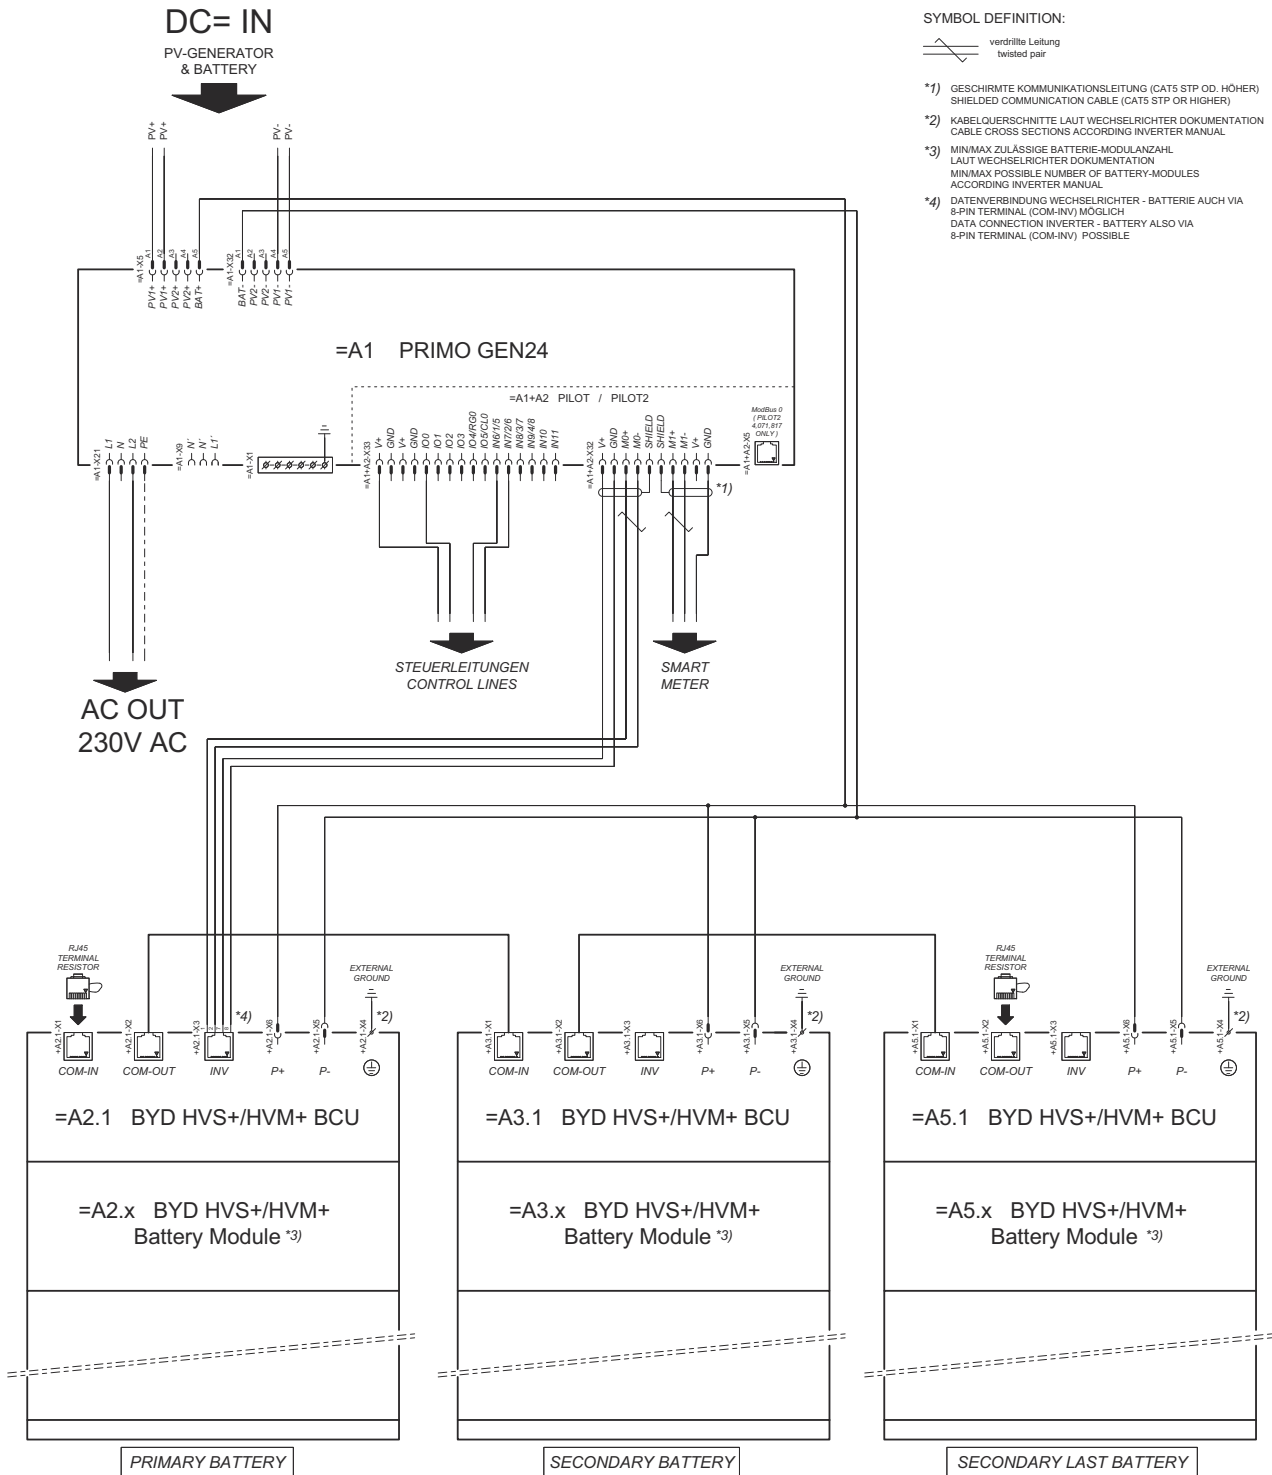 DC= IN
PV-GENERATOR
& BATTERY
SYMBOL DEFINITION:
verdrillte Leitung
twisted pair
*1) GESCHIRMTE KOMMUNIKATIONSLEITUNG (CAT5 STP OD. HÖHER)
SHIELDED COMMUNICATION CABLE (CAT5 STP OR HIGHER)
*2) KABELQUERSCHNITTE LAUT WECHSELRICHTER DOKUMENTATION
CABLE CROSS SECTIONS ACCORDING INVERTER MANUAL
*3) MIN/MAX ZULÄSSIGE BATTERIE-MODULANZAHL
LAUT WECHSELRICHTER DOKUMENTATION
MIN/MAX POSSIBLE NUMBER OF BATTERY-MODULES
ACCORDING INVERTER MANUAL
*4) DATENVERBINDUNG WECHSELRICHTER - BATTERIE AUCH VIA
8-PIN TERMINAL (COM-INV) MÖGLICH
DATA CONNECTION INVERTER - BATTERY ALSO VIA
8-PIN TERMINAL (COM-INV) POSSIBLE
PV+ PV+ PV- PV-
=A1-X5 A1 A2 A3 A4 A5 =A1-X32 A1 A2 A3 A4 A5
PV1+ PV1+ PV2+ PV2+ BAT+ BAT- PV2- PV2- PV1- PV1-
=A1 PRIMO GEN24
=A1+A2 PILOT / PILOT2
ModBus 0
( PILOT2
4,071,817
ONLY )
=A1-X21 L1 N L2 PE
=A1-X9 N´ N´ L1´
=A1-X1
=A1+A2-X33 V+ GND V+ GND IO0 IO1 IO2 IO3 IO4/RG0 IO5/CL0 IN6/1/5 IN7/2/6 IN8/3/7 IN9/4/8 IN10 IN11
=A1+A2-X32 V+ GND M0+ M0- SHIELD SHIELD M1+ M1- V+ GND
=A1+A2-X5
*1)
STEUERLEITUNGEN
CONTROL LINES
SMART
METER
AC OUT
230V AC
RJ45
TERMINAL
RESISTOR
EXTERNAL
GROUND
EXTERNAL
GROUND
RJ45
TERMINAL
RESISTOR
EXTERNAL
GROUND
+A2.1-X1 +A2.1-X2 +A2.1-X3 1 2 7 8 *4) +A2.1-X6 +A2.1-X5 +A2.1-X4 *2)
COM-IN COM-OUT INV P+ P-
+A3.1-X1 +A3.1-X2 +A3.1-X3 +A3.1-X6 +A3.1-X5 +A3.1-X4 *2)
COM-IN COM-OUT INV P+ P-
+A5.1-X1 +A5.1-X2 +A5.1-X3 +A5.1-X6 +A5.1-X5 +A5.1-X4 *2)
COM-IN COM-OUT INV P+ P-
=A2.1 BYD HVS+/HVM+ BCU
=A3.1 BYD HVS+/HVM+ BCU
=A5.1 BYD HVS+/HVM+ BCU
=A2.x BYD HVS+/HVM+
Battery Module *3)
=A3.x BYD HVS+/HVM+
Battery Module *3)
=A5.x BYD HVS+/HVM+
Battery Module *3)
PRIMARY BATTERY
SECONDARY BATTERY
SECONDARY LAST BATTERY